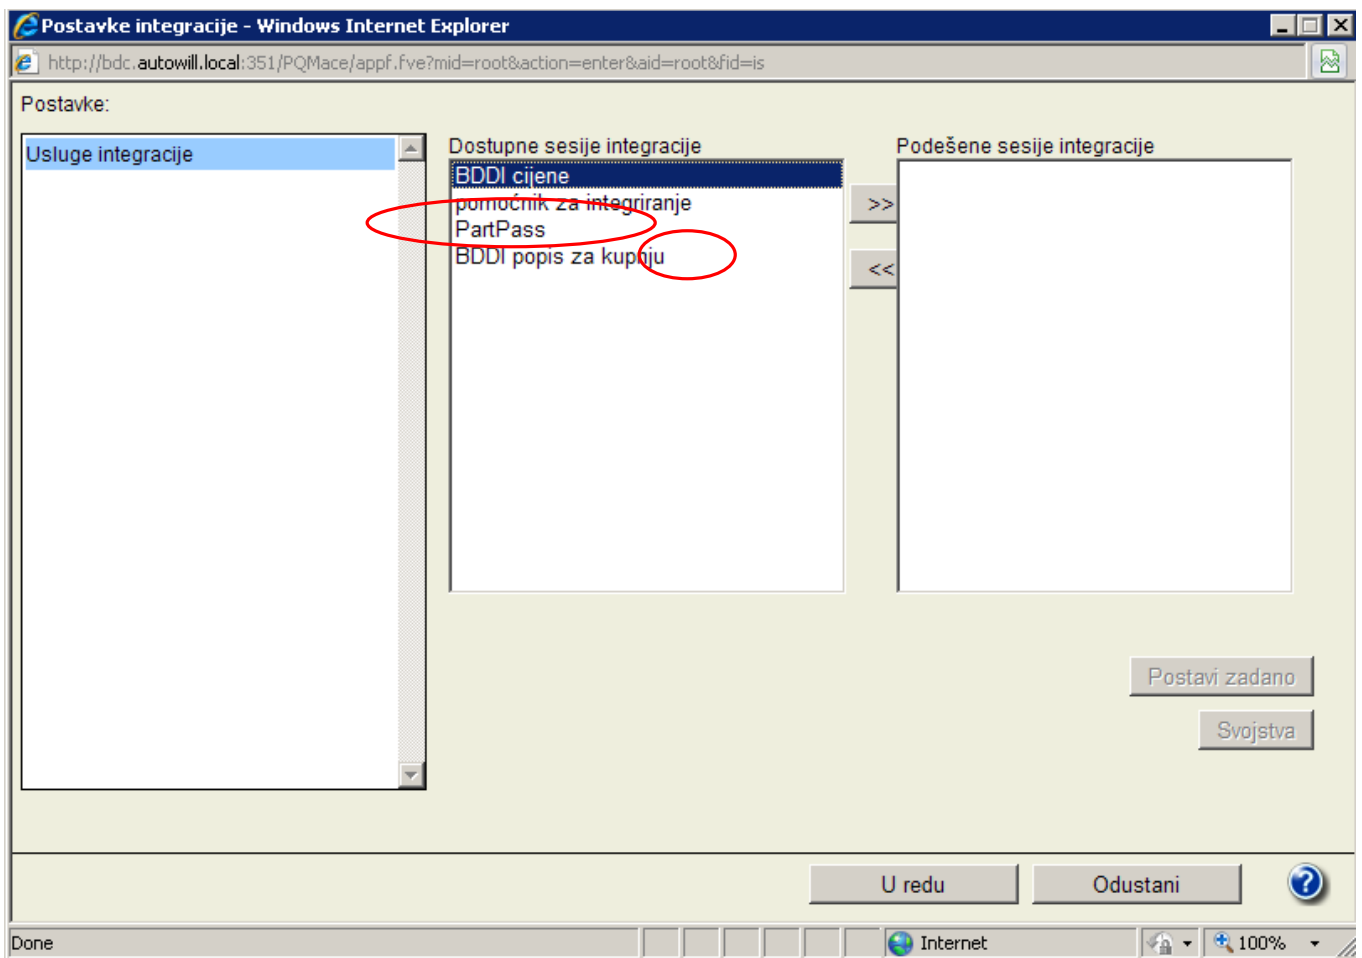 Postavke integracije - Windows Internet Explorer
http://bdc.autowill.local:351/PQMace/appf.fve?mid=root&action=enter&aid=root&fid=is
Postavke:
Usluge integracije
Dostupne sesije integracije
BDDI cijene
pomoćnik za integriranje
PartPass
BDDI popis za kupnju
>>
<<
Podešene sesije integracije
Postavi zadano
Svojstva
U redu
Odustani
Done
Internet
100%